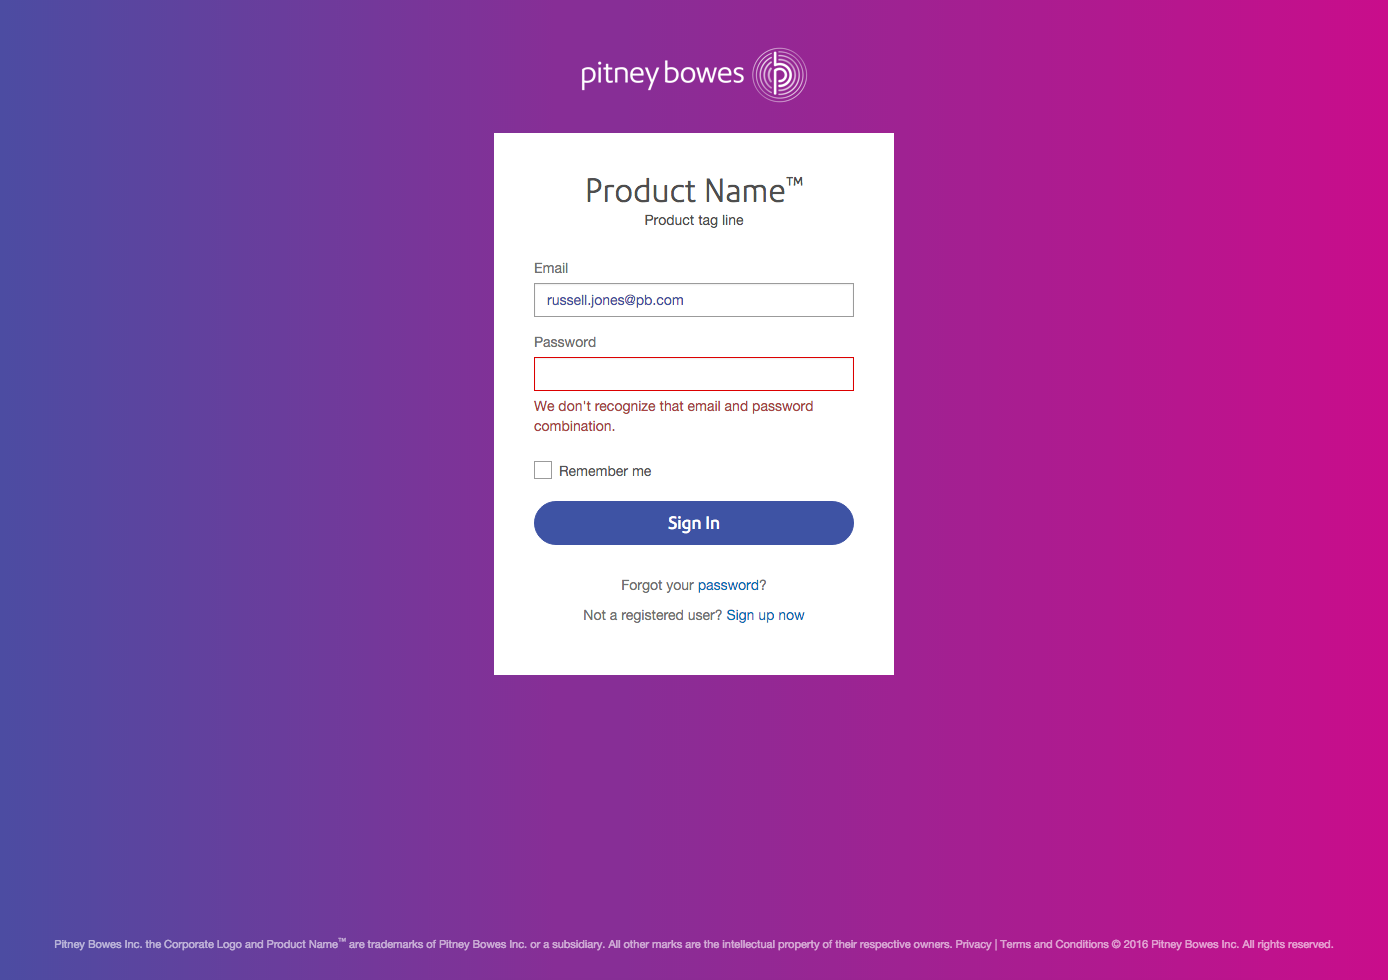 pitney bowes
Product Name™
Product tag line
Email
russell.jones@pb.com
Password
We don't recognize that email and password
combination.
Remember me
Sign In
Forgot your password?
Not a registered user? Sign up now
Pitney Bowes Inc. the Corporate Logo and Product Name™ are trademarks of Pitney Bowes Inc. or a subsidiary. All other marks are the intellectual property of their respective owners. Privacy | Terms and Conditions © 2016 Pitney Bowes Inc. All rights reserved.